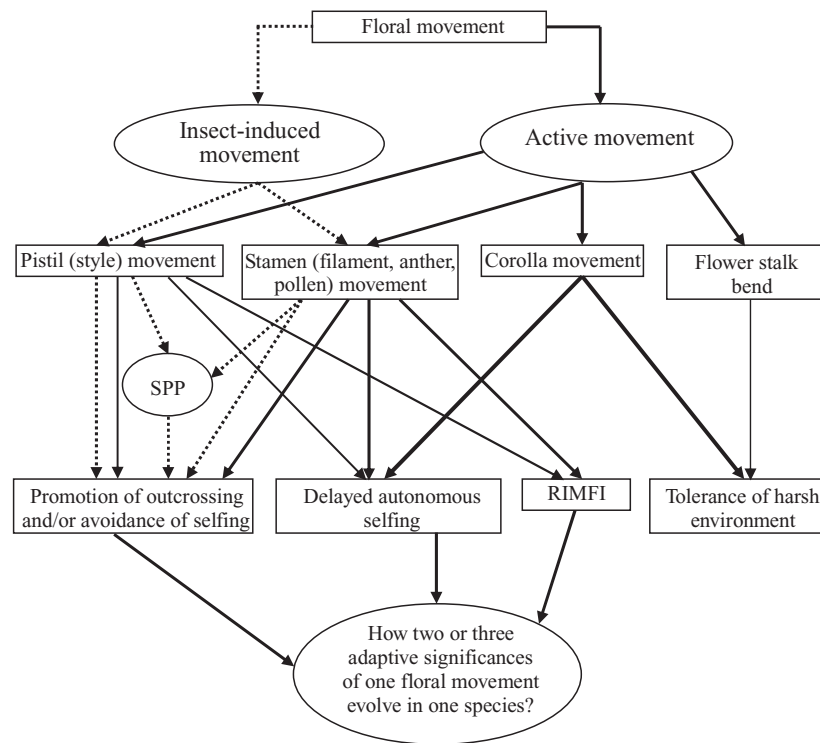 Floral movement
Insect-induced
movement
Active movement
Pistil (style) movement
Stamen (filament, anther,
pollen) movement
Corolla movement
Flower stalk
bend
SPP
Promotion of outcrossing
and/or avoidance of selfing
Delayed autonomous
selfing
RIMFI
Tolerance of harsh
environment
How two or three
adaptive significances
of one floral movement
evolve in one species?